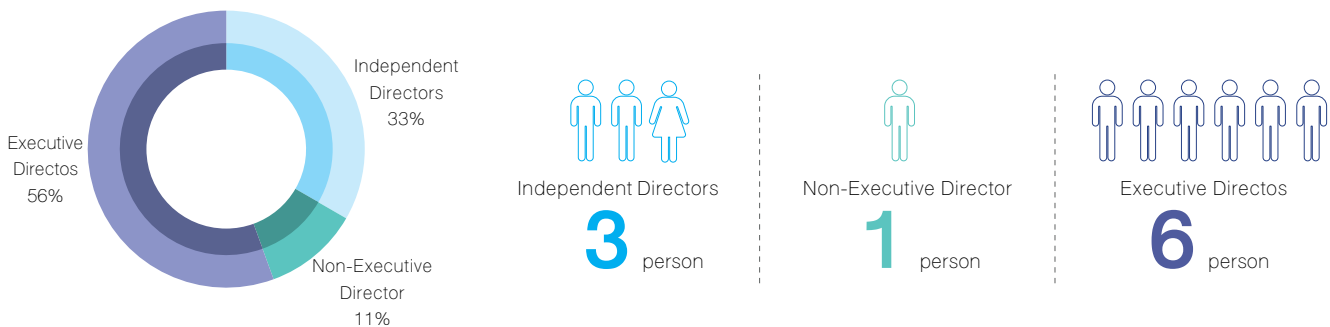 Independent
Directors
33%
Executive
Directos
56%
Non-Executive
Director
11%
Independent Directors
3 person
Non-Executive Director
1 person
Executive Directos
6 person